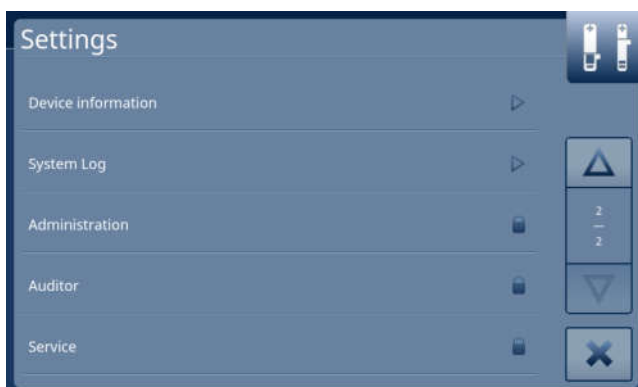 Settings
Device information
System Log
Administration
2
2
Auditor
Service